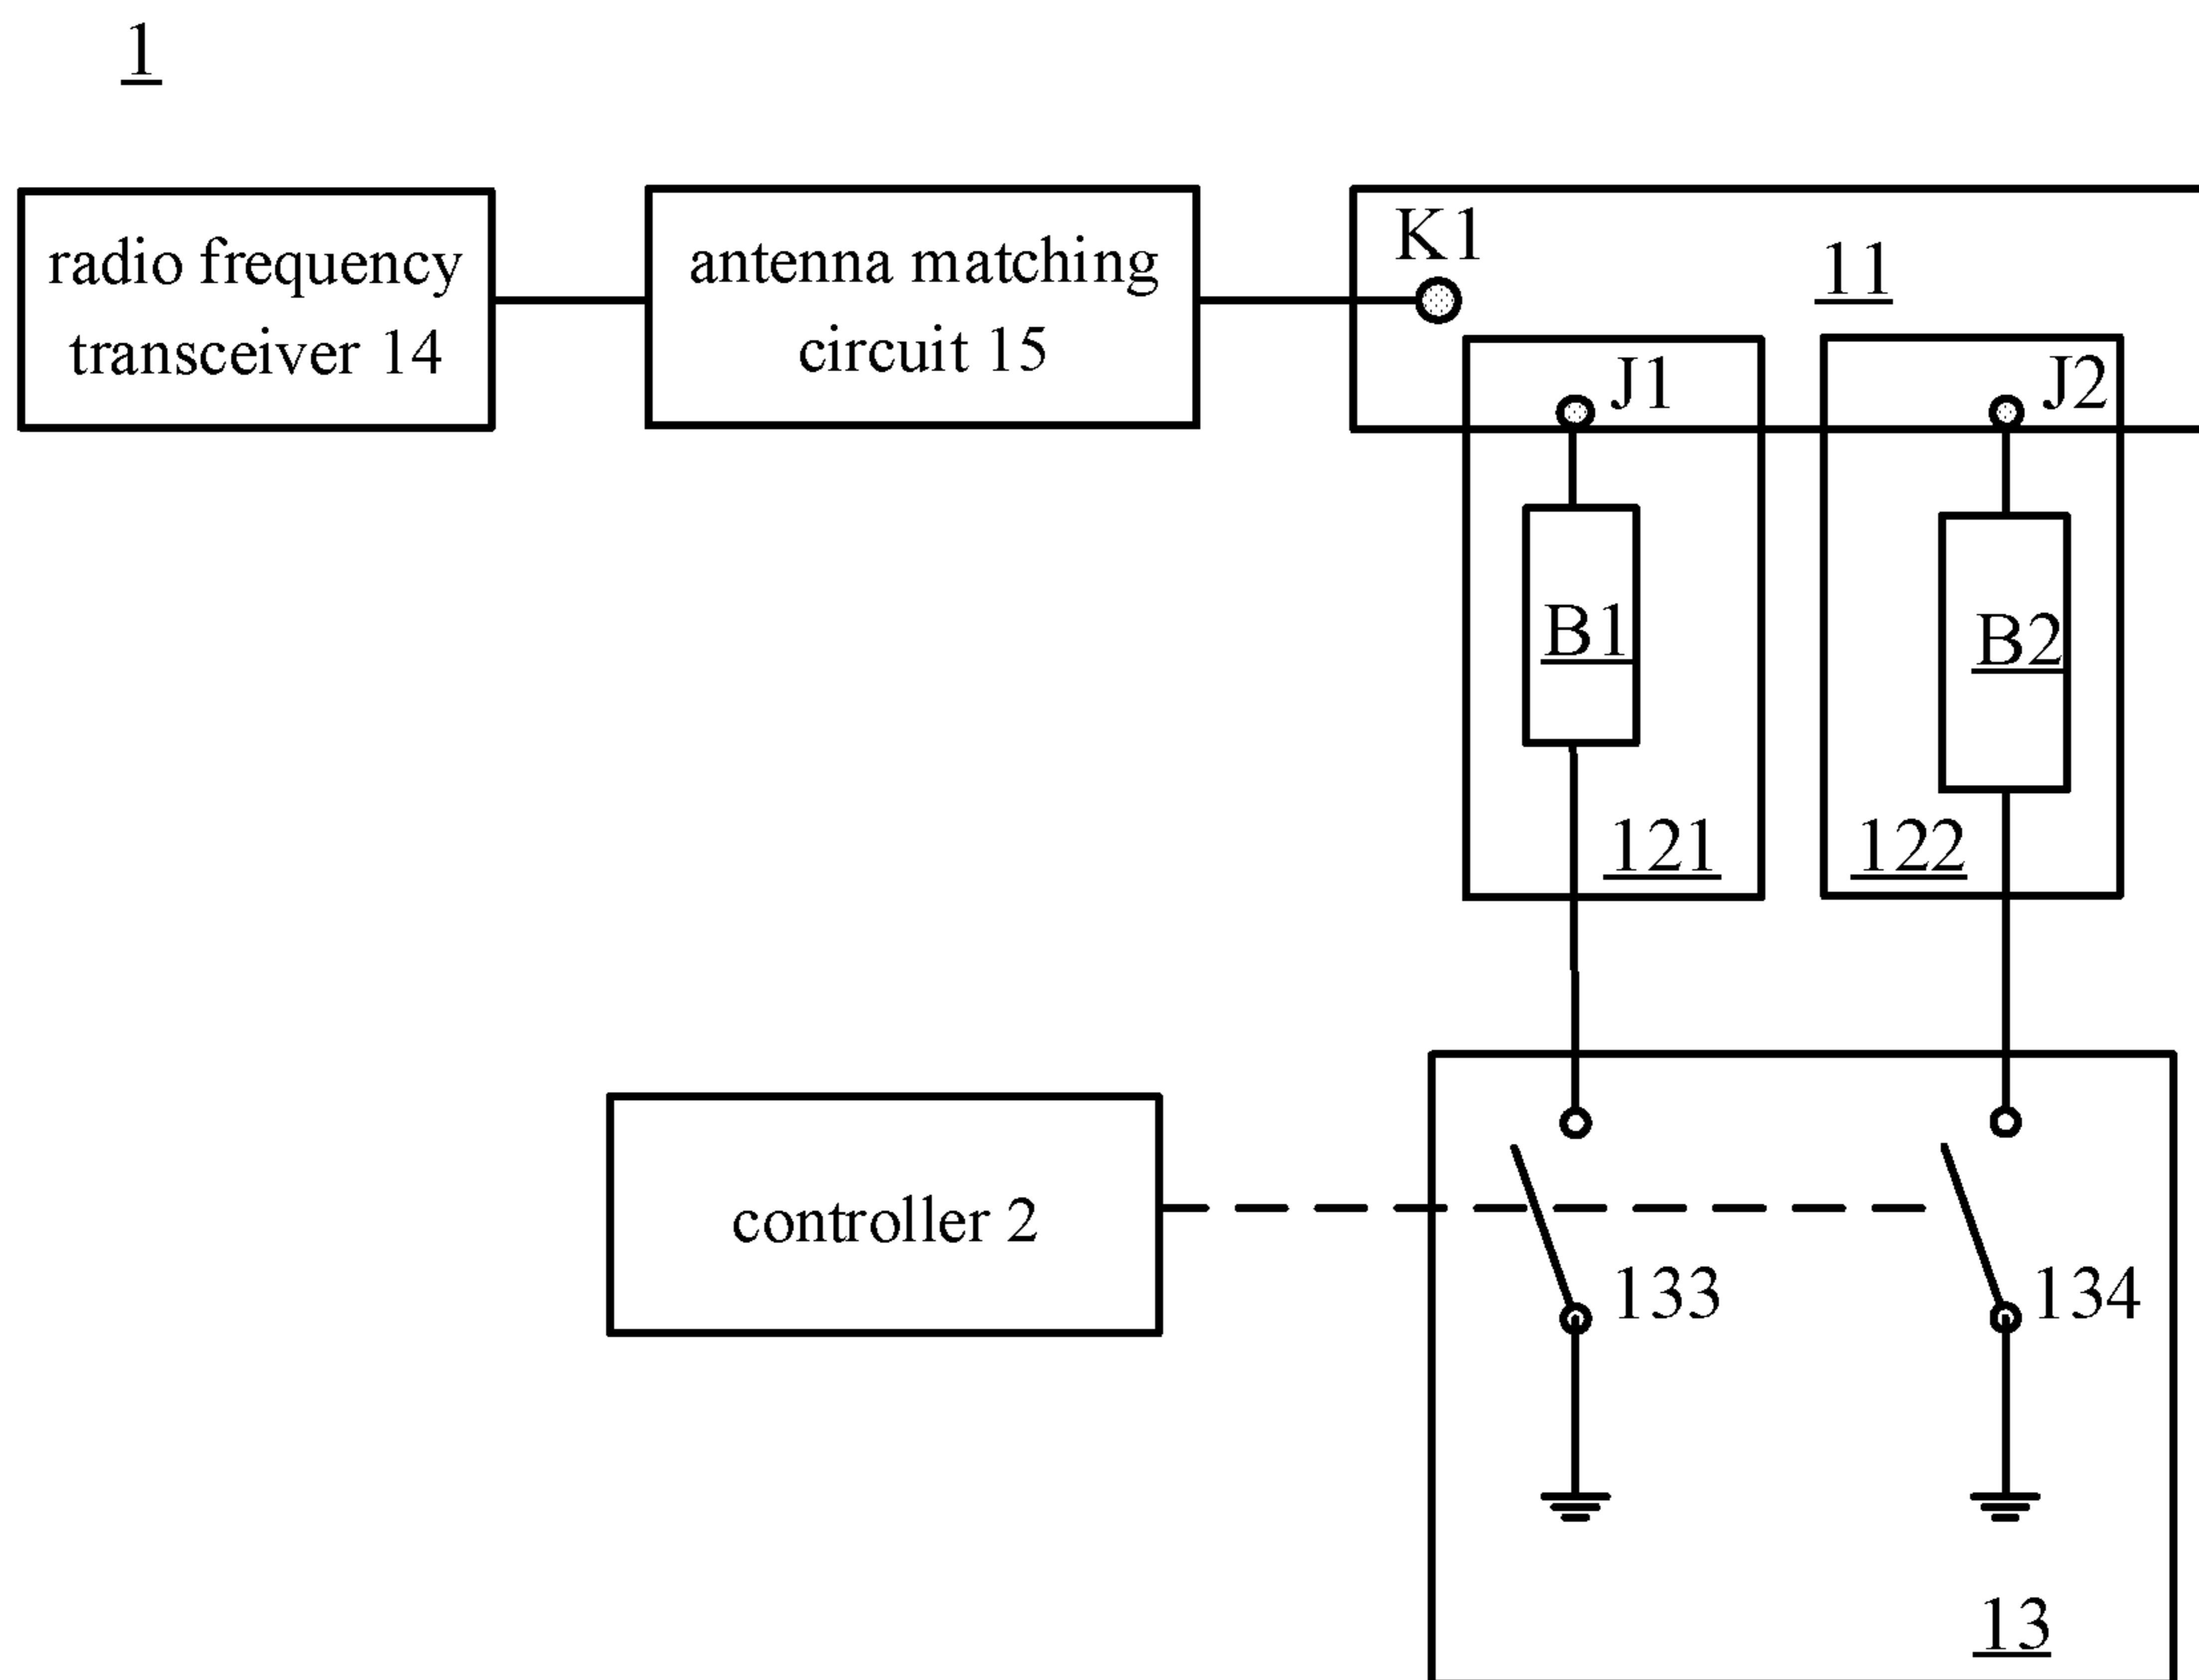 1
radio frequency
transceiver 14
antenna matching
circuit 15
K1
11
J1
J2
B1
B2
121
122
controller 2
133
134
13